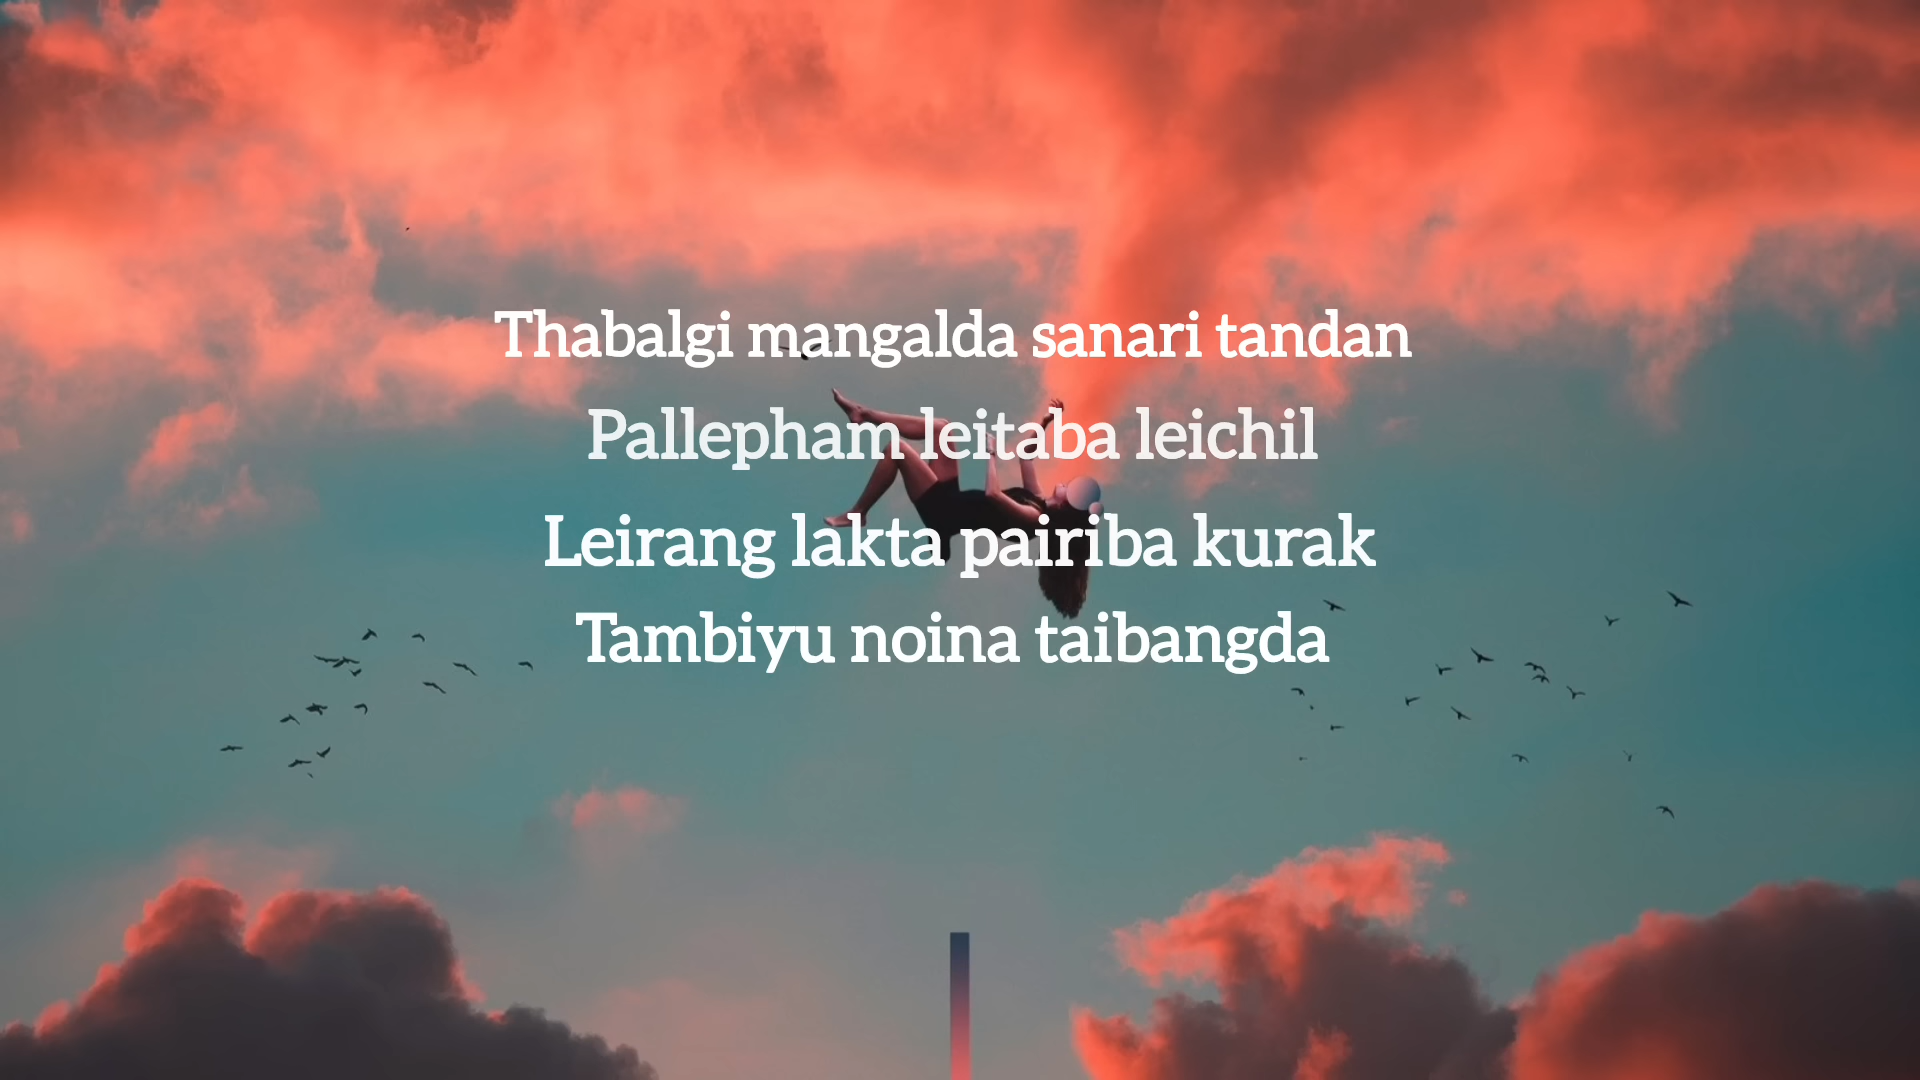 Thabalgi mangalda sanari tandan
Pallepham leitaba leichil
Leirang lakta pairiba kurak
Tambiyu noina taibangda